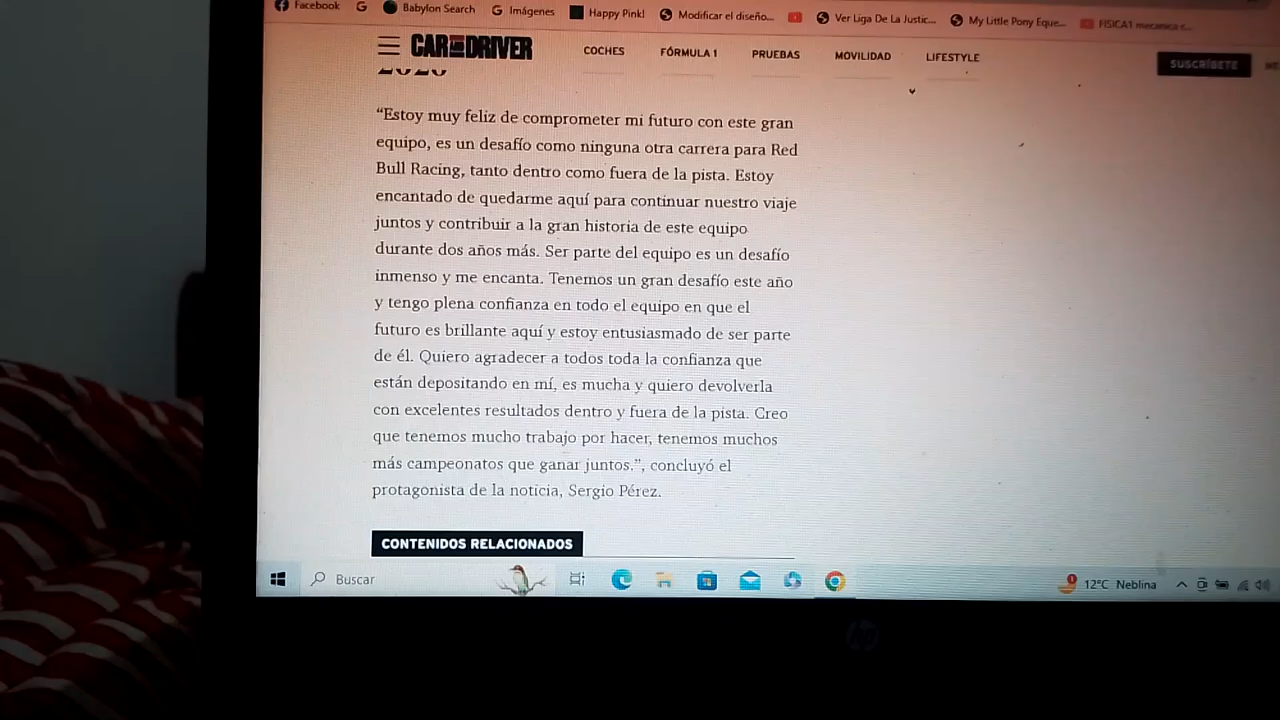 Facebook G Babylon Search G Imágenes Happy Pink! Modificar el diseño... Ver Liga De La Justic... My Little Pony Eque... FISICA1 mecanica c...
CAR AND DRIVER COCHES FÓRMULA 1 PRUEBAS MOVILIDAD LIFESTYLE SUSCRÍBETE
“Estoy muy feliz de comprometer mi futuro con este gran
equipo, es un desafío como ninguna otra carrera para Red
Bull Racing, tanto dentro como fuera de la pista. Estoy
encantado de quedarme aquí para continuar nuestro viaje
juntos y contribuir a la gran historia de este equipo
durante dos años más. Ser parte del equipo es un desafío
inmenso y me encanta. Tenemos un gran desafío este año
y tengo plena confianza en todo el equipo en que el
futuro es brillante aquí y estoy entusiasmado de ser parte
de él. Quiero agradecer a todos toda la confianza que
están depositando en mí, es mucha y quiero devolverla
con excelentes resultados dentro y fuera de la pista. Creo
que tenemos mucho trabajo por hacer, tenemos muchos
más campeonatos que ganar juntos.”, concluyó el
protagonista de la noticia, Sergio Pérez.
CONTENIDOS RELACIONADOS
Buscar 12°C Neblina
hp